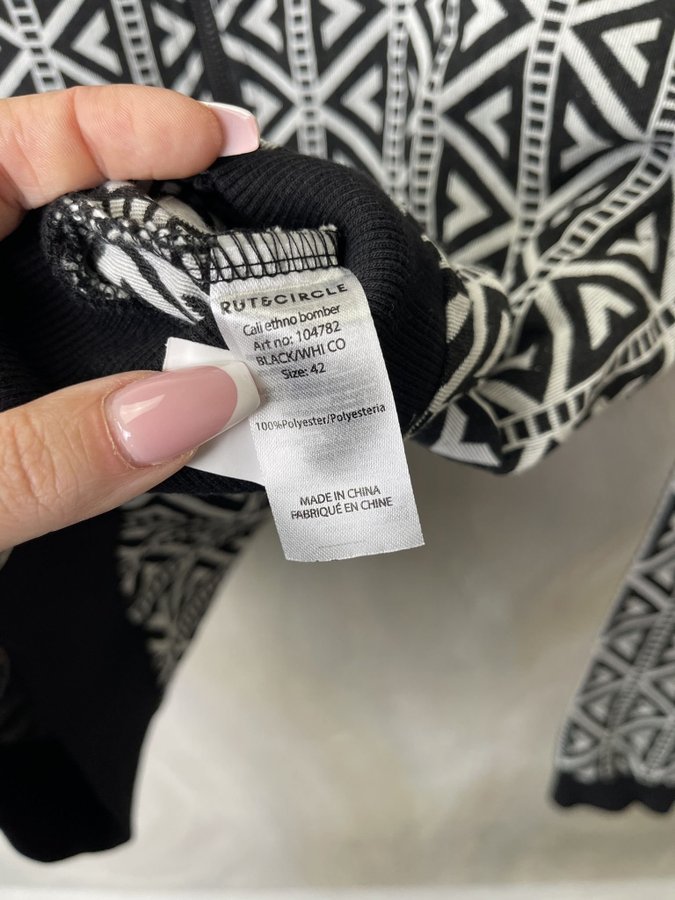 RUT&CIRCLE
Cali ethno bomber
Art no: 104782
BLACK/WHI CO
Size: 42
100%Polyester/Polyesteria
MADE IN CHINA
FABRIQUÉ EN CHINE